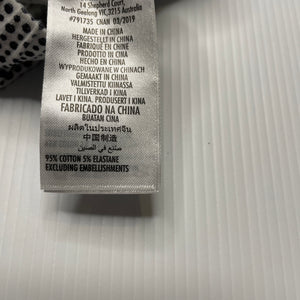 14 Shepherd Court,
North Geelong VIC,3215 Australia
#791735 CNAN 03/2019
MADE IN CHINA
HERGESTELLT IN CHINA
FABRIQUÉ EN CHINE
PRODOTTO IN CINA
HECHO EN CHINA
WYPRODUKOWANE W CHINACH
GEMAAKT IN CHINA
VALMISTETTU KIINASSA
TILLVERKAD I KINA
LAVET I KINA. PRODUSERT I KINA
FABRICADO NA CHINA
BUATAN CINA
ผลิตในประเทศจีน
中国制造
صنع في الصين
95% COTTON 5% ELASTANE
EXCLUDING EMBELLISHMENTS